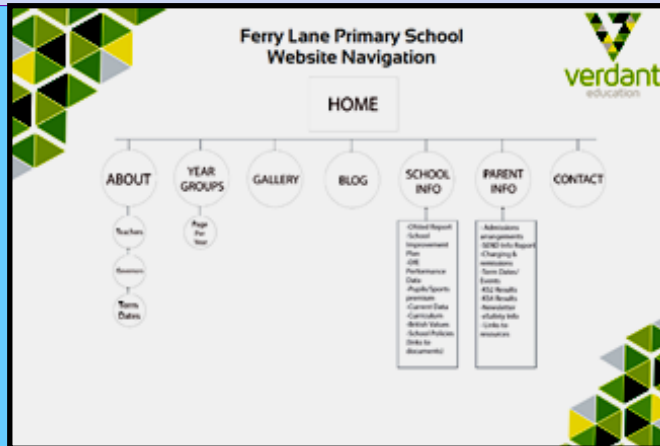 Ferry Lane Primary School
Website Navigation
verdant
education
HOME
ABOUT
YEAR
GROUPS
GALLERY
BLOG
SCHOOL
INFO
PARENT
INFO
CONTACT
Teachers
Governors
Term
Dates
Page
Per
Year
-Ofsted Report
-School
Improvement
Plan
-DfE
Performance
Data
-Pupils/Sports
premium
-Current Data
-Curriculum
-British Values
-School Policies
(links to
documents)
- Admissions
arrangements
-SEND Info Report
-Charging &
remissions
-Term Dates/
Events
-KS2 Results
-Newsletter
-eSafety Info
- Links to
resources